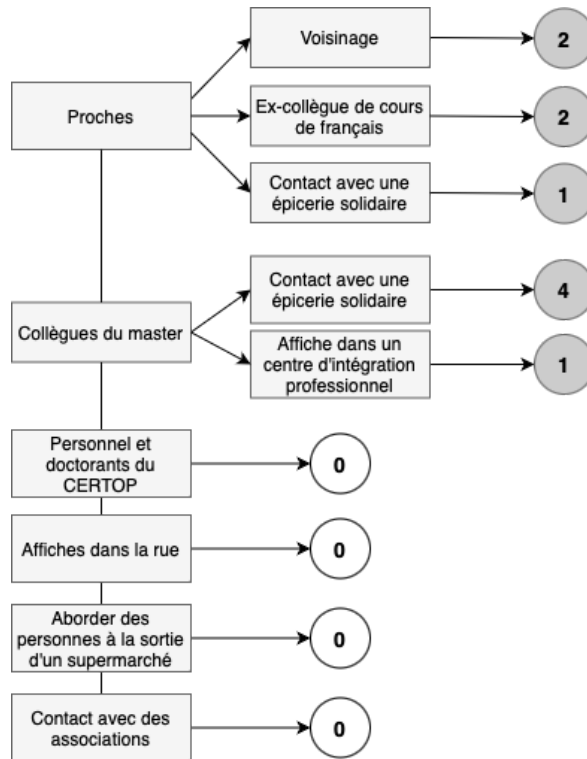 Voisinage
2
Proches
Ex-collègue de cours
de français
2
Contact avec une
épicerie solidaire
1
Collègues du master
Contact avec une
épicerie solidaire
4
Affiche dans un
centre d'intégration
professionnel
1
Personnel et
doctorants du
CERTOP
0
Affiches dans la rue
0
Aborder des
personnes à la sortie
d'un supermarché
0
Contact avec des
associations
0